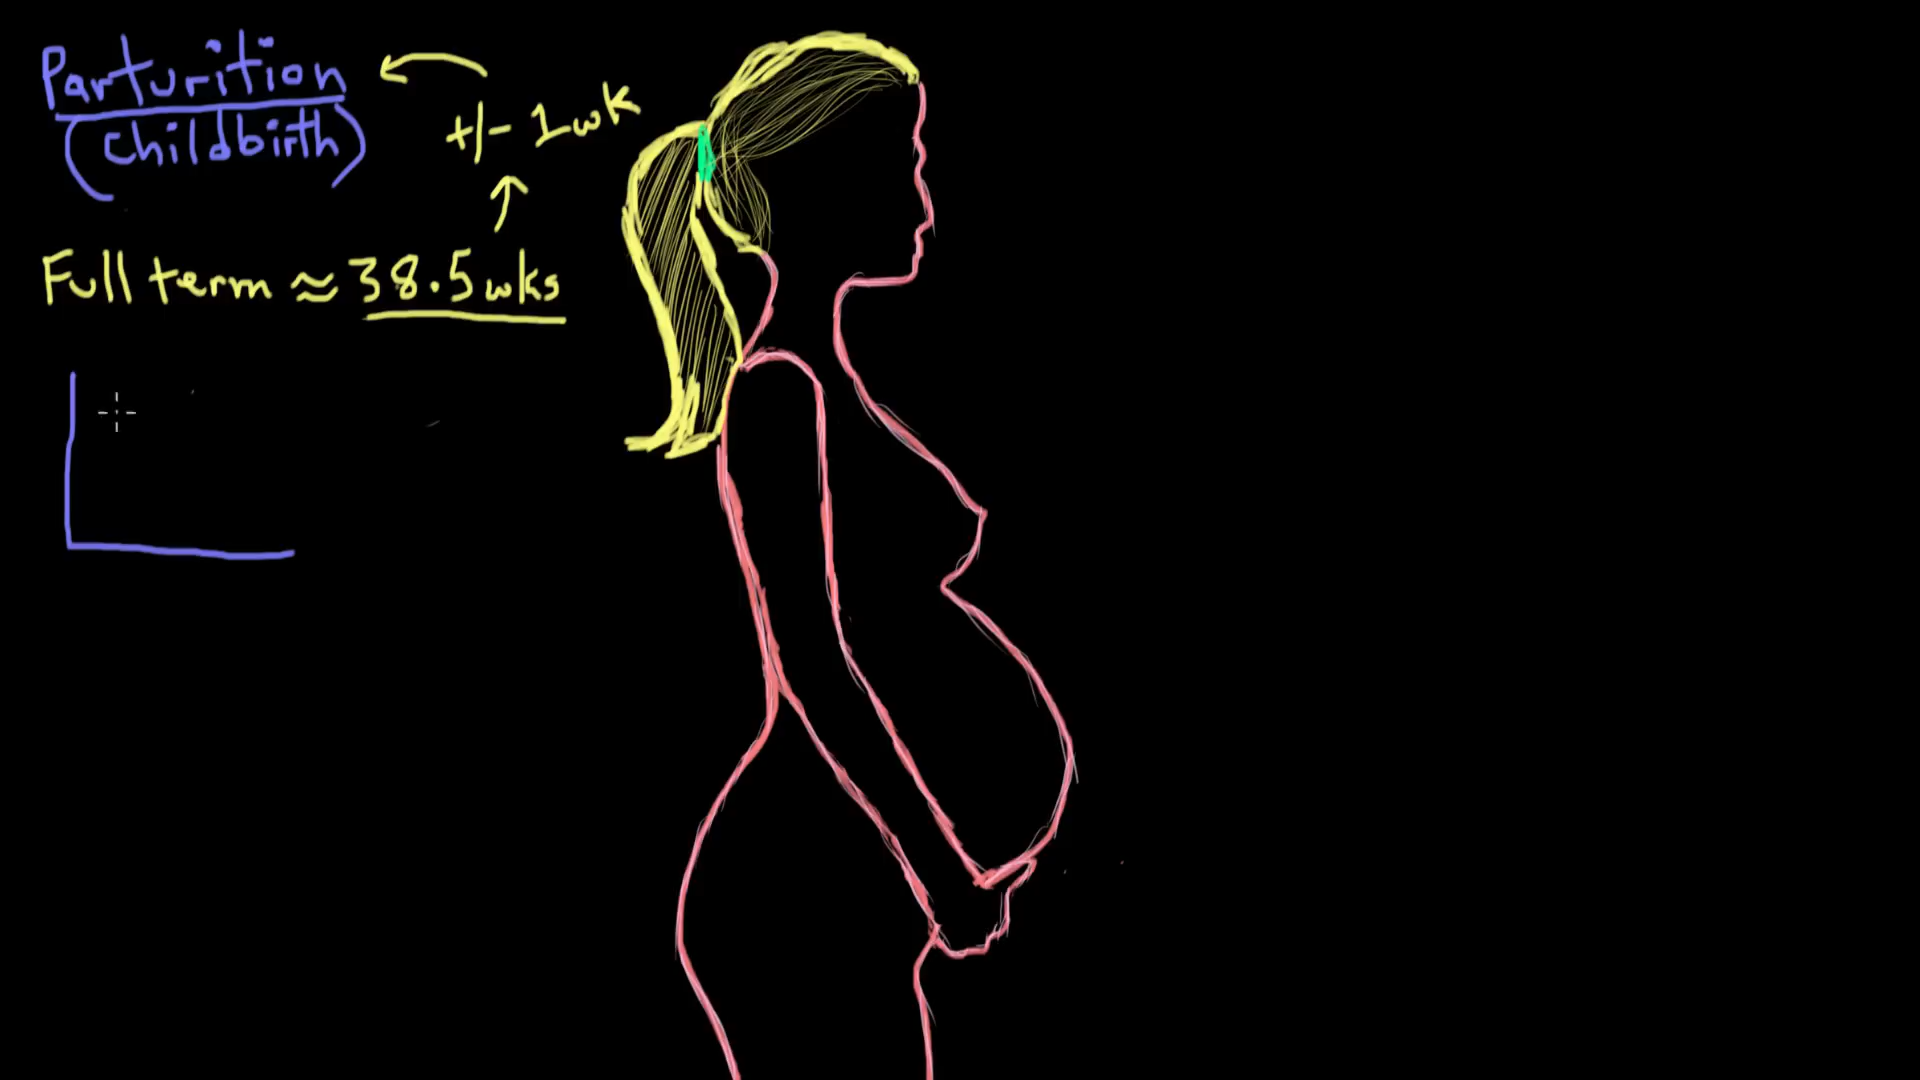 Parturition
(Childbirth)
+/- 1wk
Full term ≈ 38.5wks